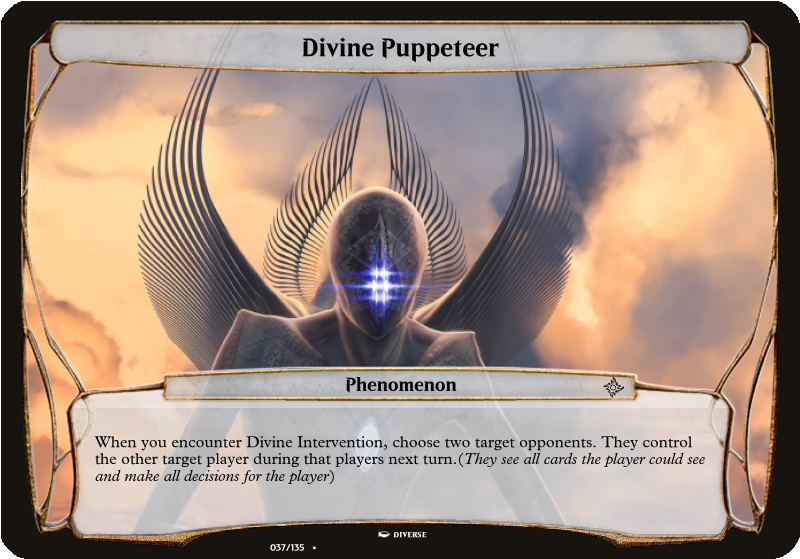 Divine Puppeteer
Phenomenon
When you encounter Divine Intervention, choose two target opponents. They control
the other target player during that players next turn.(They see all cards the player could see
and make all decisions for the player)
DIVERSE
037/135 •